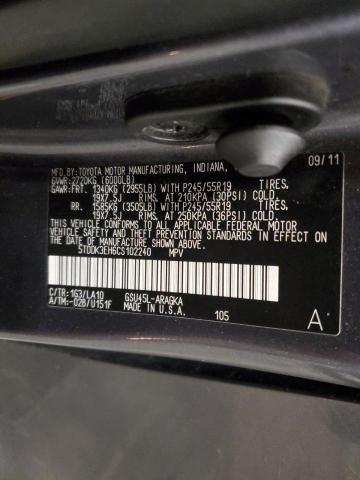 MFD.BY:TOYOTA MOTOR MANUFACTURING, INDIANA, 09/11
GVWR:2720KG (6000LB)
GAWR:FRT. 1340KG (2955LB) WITH P245/55R19 TIRES,
19X7.5J RIMS AT 210KPA (30PSI) COLD.
RR. 1585KG (3505LB) WITH P245/55R19 TIRES,
19X7.5J RIMS AT 250KPA (36PSI) COLD.
THIS VEHICLE CONFORMS TO ALL APPLICABLE FEDERAL MOTOR
VEHICLE SAFETY AND THEFT PREVENTION STANDARDS IN
EFFECT ON THE DATE OF MANUFACTURE SHOWN ABOVE.
5TDDK3EH6CS102240 MPV
C/TR:1G3/LA10 GSU45L-ARAGKA
A/TM:-02B/U151F MADE IN U.S.A. 105 A